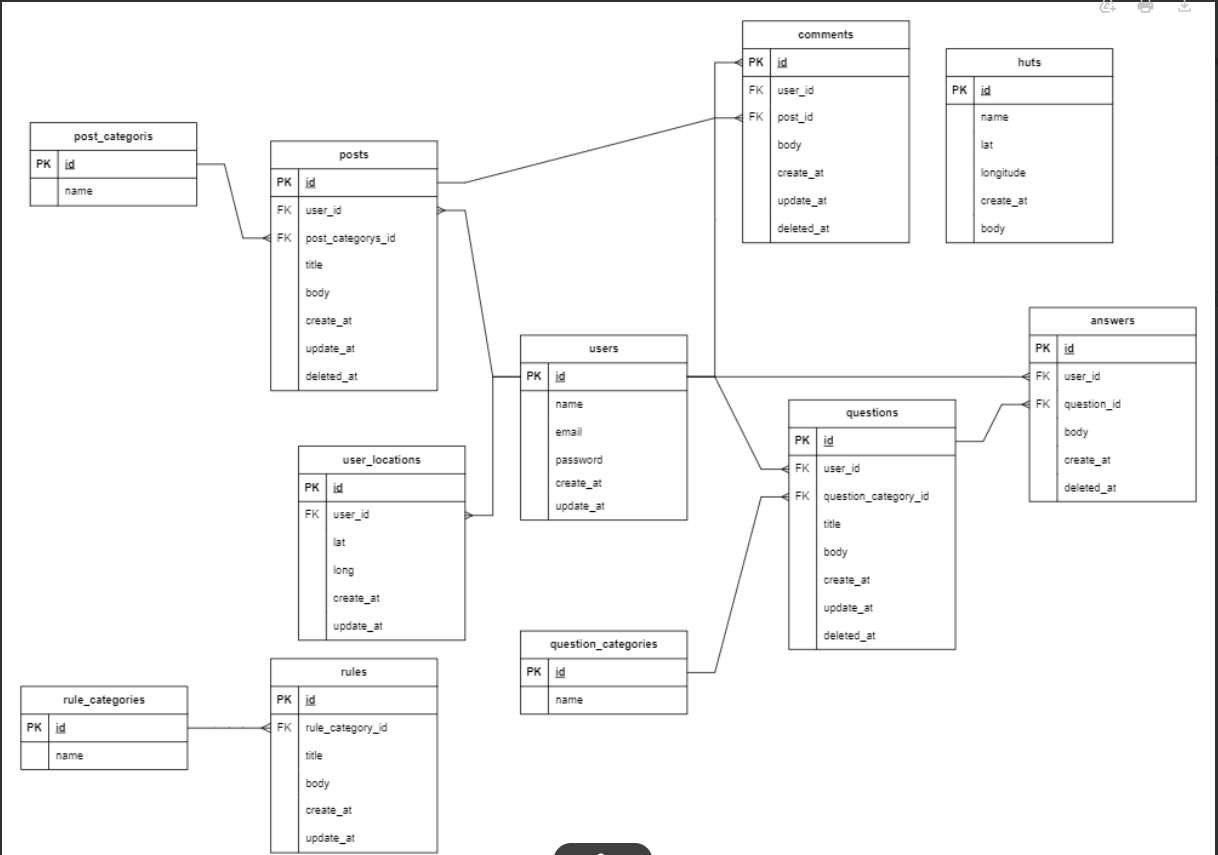 comments
PK id
FK user_id
FK post_id
body
create_at
update_at
deleted_at
huts
PK id
name
lat
longitude
create_at
body
post_categoris
PK id
name
posts
PK id
FK user_id
FK post_categorys_id
title
body
create_at
update_at
deleted_at
users
PK id
name
email
password
create_at
update_at
answers
PK id
FK user_id
FK question_id
body
create_at
deleted_at
questions
PK id
FK user_id
FK question_category_id
title
body
create_at
update_at
deleted_at
user_locations
PK id
FK user_id
lat
long
create_at
update_at
question_categories
PK id
name
rule_categories
PK id
name
rules
PK id
FK rule_category_id
title
body
create_at
update_at